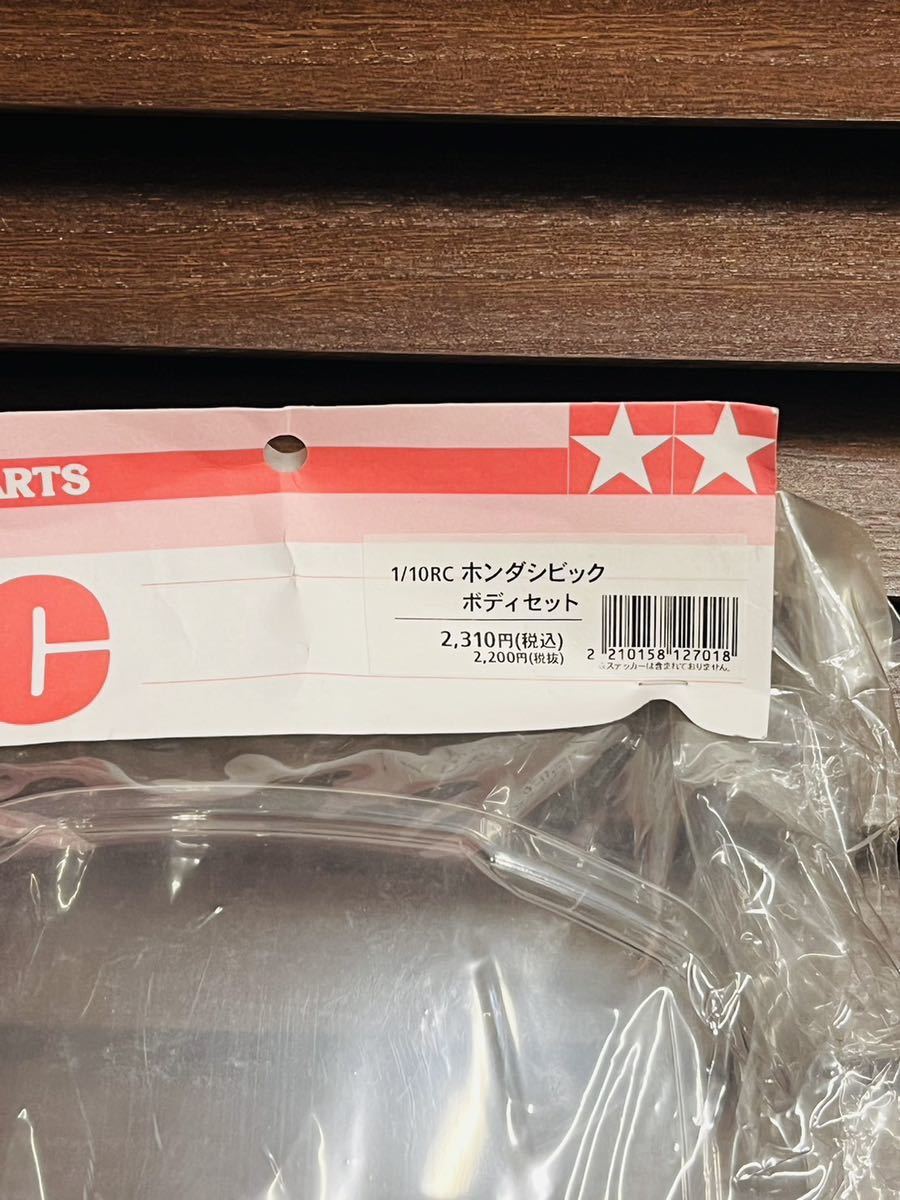 ARTS
C
1/10RC ホンダシビック
ボディセット
2,310円(税込)
2,200円(税抜)
2 210158 127018
ステッカーは含まれておりません。